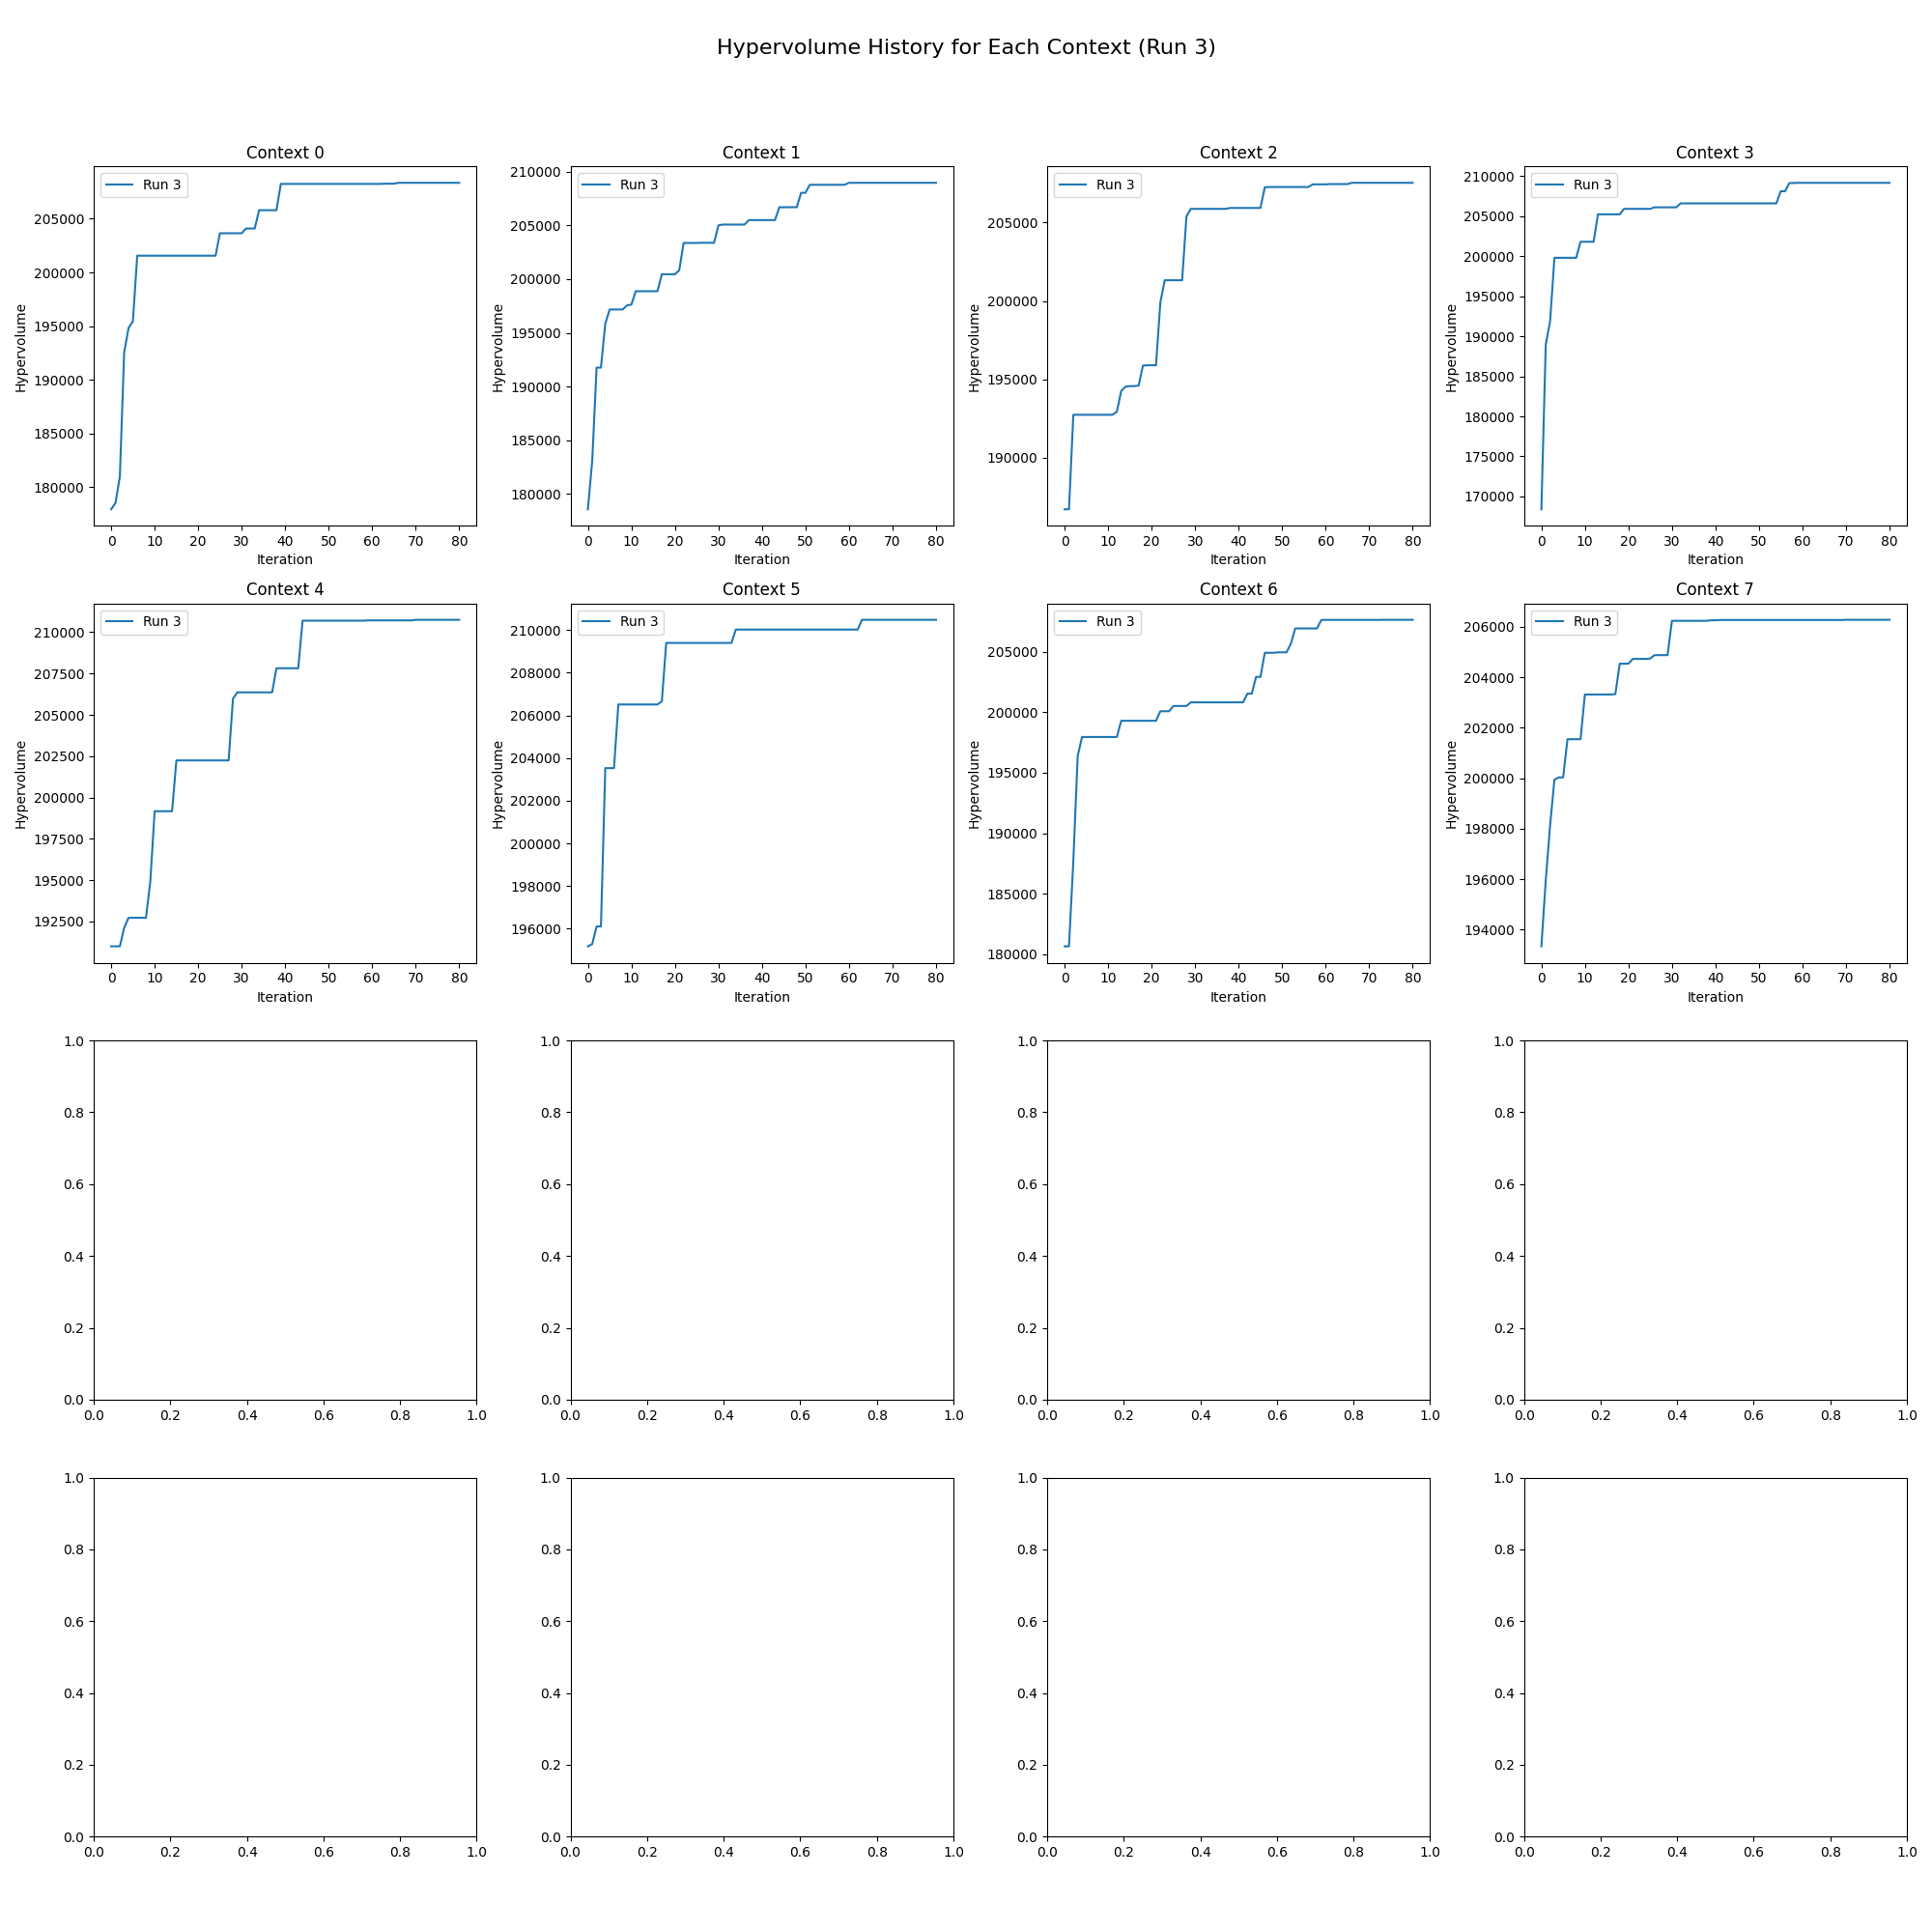 Hypervolume History for Each Context (Run 3)
Context 0
Run 3
205000
200000
195000
190000
185000
180000
Hypervolume
0 10 20 30 40 50 60 70 80
Iteration
Context 1
Run 3
210000
205000
200000
195000
190000
185000
180000
Hypervolume
0 10 20 30 40 50 60 70 80
Iteration
Context 2
Run 3
205000
200000
195000
190000
Hypervolume
0 10 20 30 40 50 60 70 80
Iteration
Context 3
Run 3
210000
205000
200000
195000
190000
185000
180000
175000
170000
Hypervolume
0 10 20 30 40 50 60 70 80
Iteration
Context 4
Run 3
210000
207500
205000
202500
200000
197500
195000
192500
Hypervolume
0 10 20 30 40 50 60 70 80
Iteration
Context 5
Run 3
210000
208000
206000
204000
202000
200000
198000
196000
Hypervolume
0 10 20 30 40 50 60 70 80
Iteration
Context 6
Run 3
205000
200000
195000
190000
185000
180000
Hypervolume
0 10 20 30 40 50 60 70 80
Iteration
Context 7
Run 3
206000
204000
202000
200000
198000
196000
194000
Hypervolume
0 10 20 30 40 50 60 70 80
Iteration
1.0
0.8
0.6
0.4
0.2
0.0
0.0 0.2 0.4 0.6 0.8 1.0
1.0
0.8
0.6
0.4
0.2
0.0
0.0 0.2 0.4 0.6 0.8 1.0
1.0
0.8
0.6
0.4
0.2
0.0
0.0 0.2 0.4 0.6 0.8 1.0
1.0
0.8
0.6
0.4
0.2
0.0
0.0 0.2 0.4 0.6 0.8 1.0
1.0
0.8
0.6
0.4
0.2
0.0
0.0 0.2 0.4 0.6 0.8 1.0
1.0
0.8
0.6
0.4
0.2
0.0
0.0 0.2 0.4 0.6 0.8 1.0
1.0
0.8
0.6
0.4
0.2
0.0
0.0 0.2 0.4 0.6 0.8 1.0
1.0
0.8
0.6
0.4
0.2
0.0
0.0 0.2 0.4 0.6 0.8 1.0